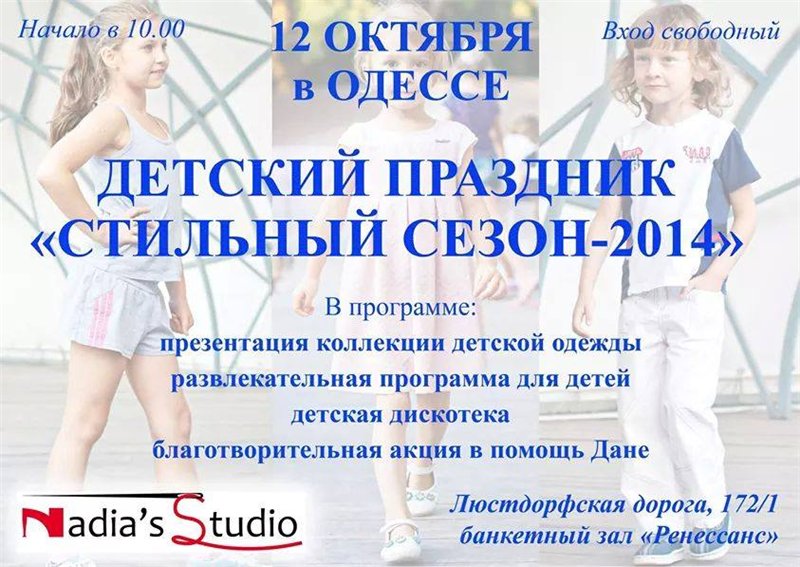 Начало в 10.00
12 ОКТЯБРЯ
Вход свободный
в ОДЕССЕ
ДЕТСКИЙ ПРАЗДНИК
«СТИЛЬНЫЙ СЕЗОН-2014»
В программе:
презентация коллекции детской одежды
развлекательная программа для детей
детская дискотека
благотворительная акция в помощь Дане
Nadia's Studio
Люстдорфская дорога, 172/1
банкетный зал «Ренессанс»